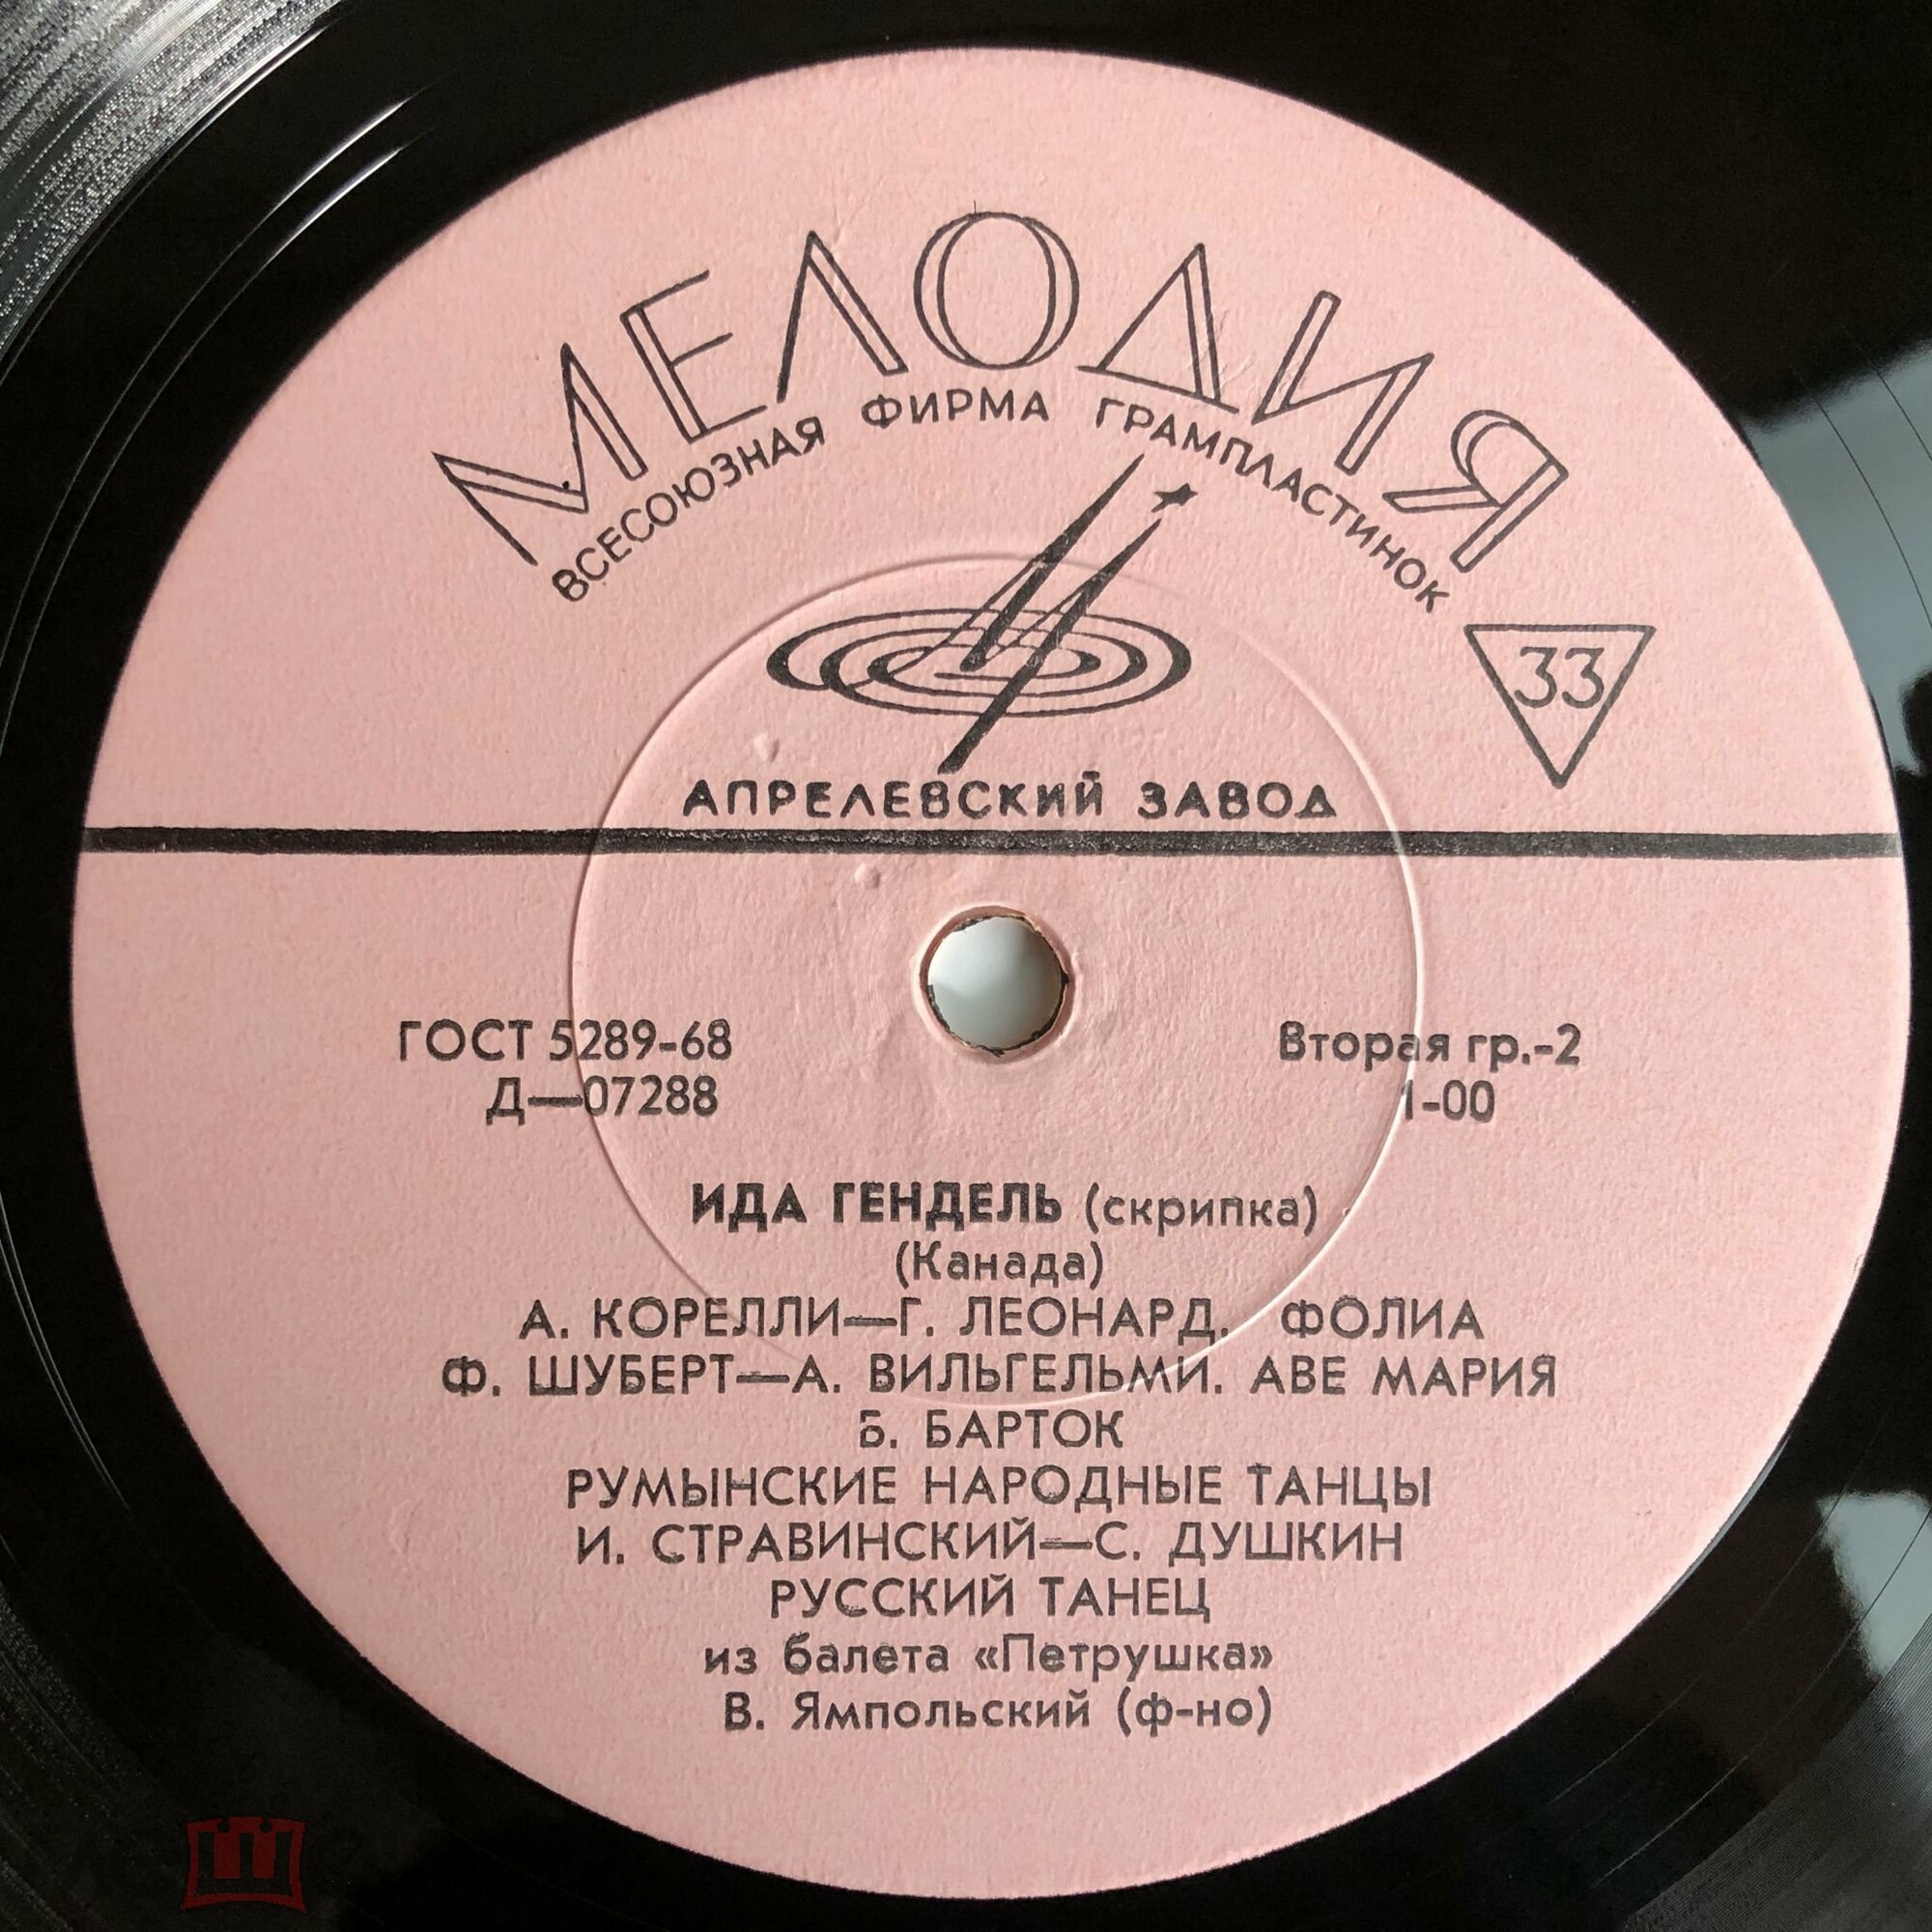 МЕЛОДИЯ
ВСЕСОЮЗНАЯ ФИРМА ГРАМПЛАСТИНОК
33
АПРЕЛЕВСКИЙ ЗАВОД
ГОСТ 5289-68
Д—07288
Вторая гр.-2
1-00
ИДА ГЕНДЕЛЬ (скрипка)
(Канада)
А. КОРЕЛЛИ—Г. ЛЕОНАРД. ФОЛИА
Ф. ШУБЕРТ—А. ВИЛЬГЕЛЬМИ. АВЕ МАРИЯ
Б. БАРТОК
РУМЫНСКИЕ НАРОДНЫЕ ТАНЦЫ
И. СТРАВИНСКИЙ—С. ДУШКИН
РУССКИЙ ТАНЕЦ
из балета «Петрушка»
В. Ямпольский (ф-но)